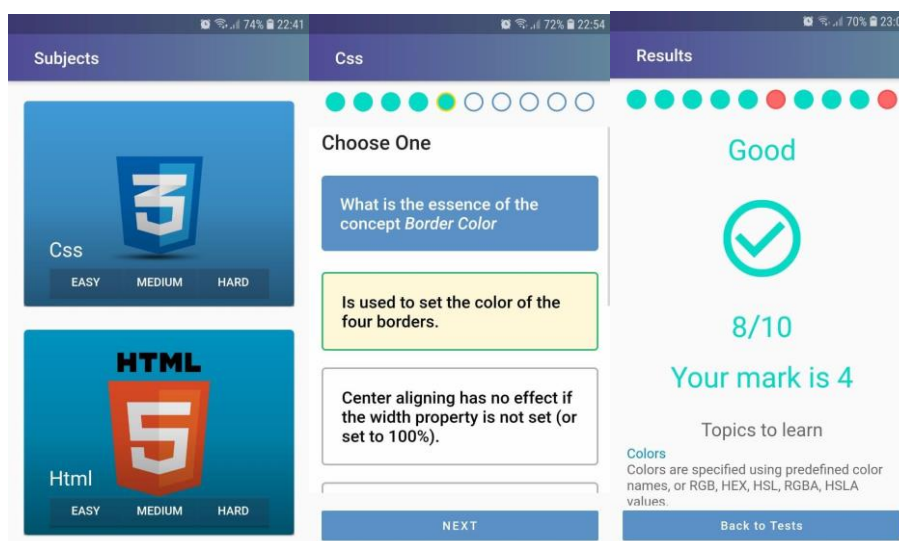 74% 22:41
Subjects
Css
EASY MEDIUM HARD
HTML
Html
EASY MEDIUM HARD
72% 22:54
Css
Choose One
What is the essence of the
concept Border Color
Is used to set the color of the
four borders.
Center aligning has no effect if
the width property is not set (or
set to 100%).
NEXT
70% 23:0
Results
Good
8/10
Your mark is 4
Topics to learn
Colors
Colors are specified using predefined color
names, or RGB, HEX, HSL, RGBA, HSLA
values.
Back to Tests